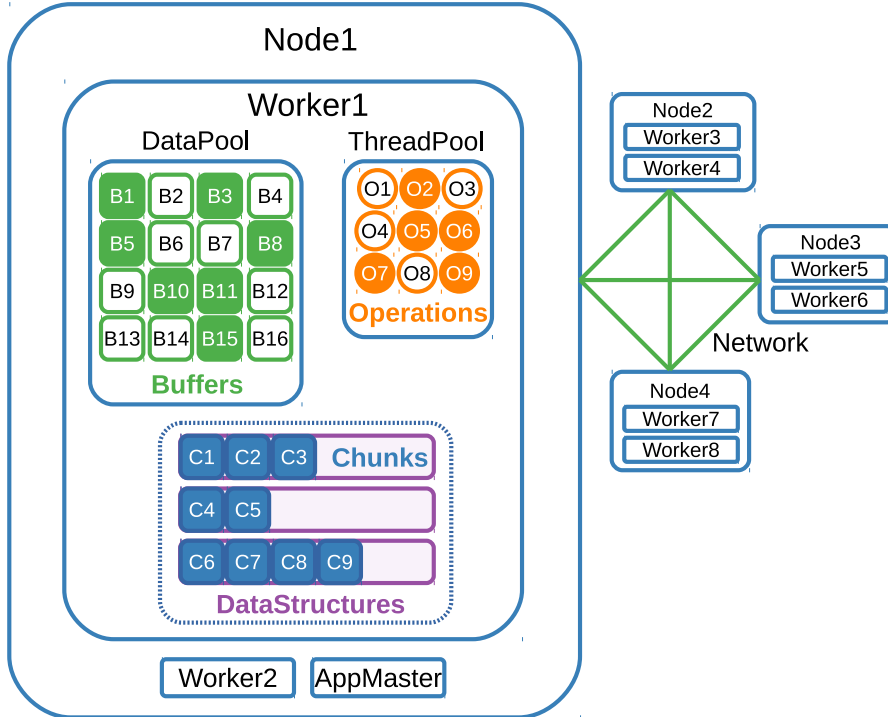 Node1
Worker1
DataPool
ThreadPool
B1 B2 B3 B4
B5 B6 B7 B8
B9 B10 B11 B12
B13 B14 B15 B16
Buffers
O1 O2 O3
O4 O5 O6
O7 O8 O9
Operations
C1 C2 C3 Chunks
C4 C5
C6 C7 C8 C9
DataStructures
Worker2
AppMaster
Node2
Worker3
Worker4
Node3
Worker5
Worker6
Network
Node4
Worker7
Worker8